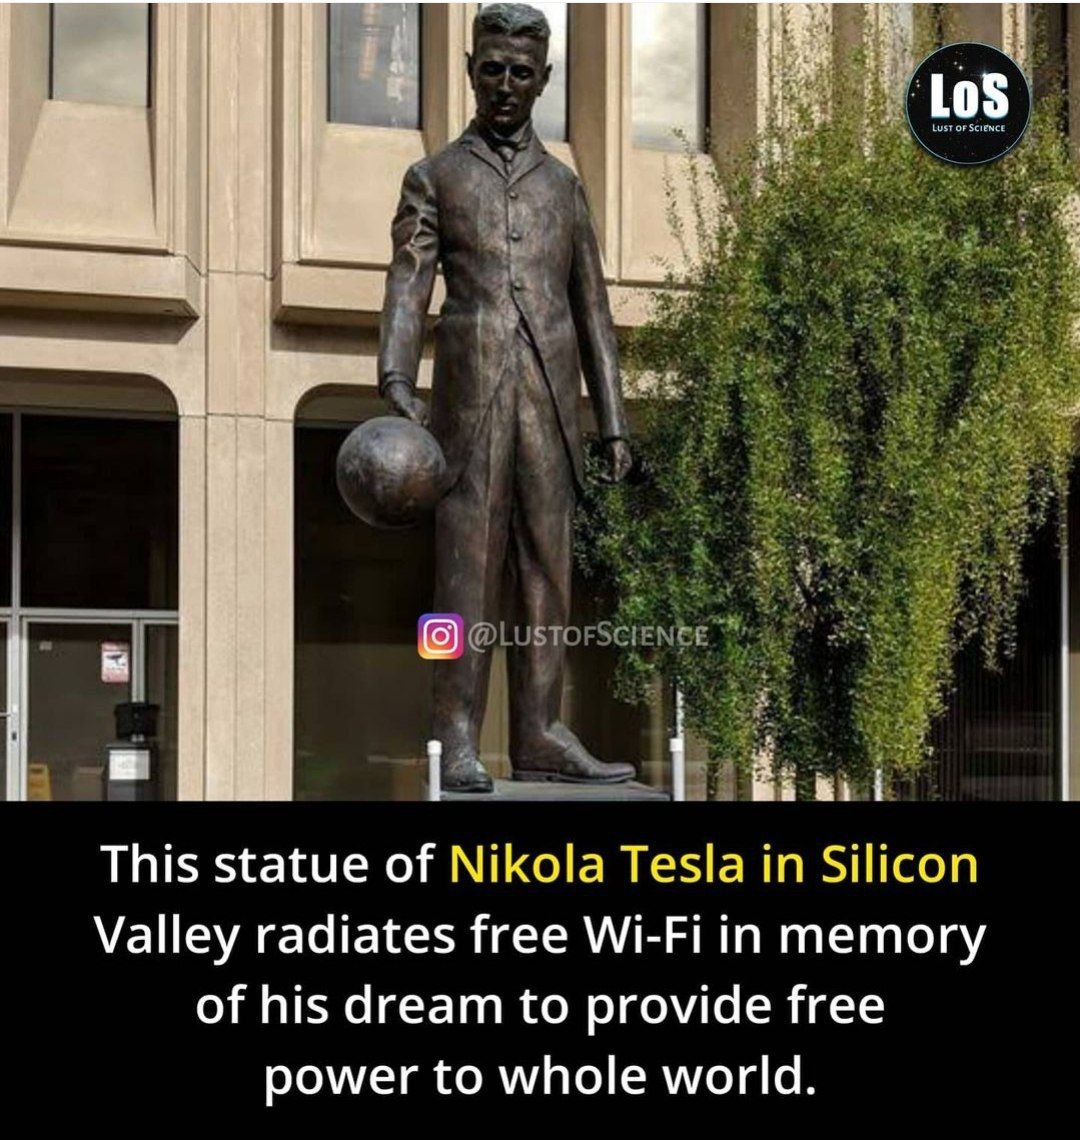 LoS
LUST OF SCIENCE
@LUSTOFSCIENCE
This statue of Nikola Tesla in Silicon
Valley radiates free Wi-Fi in memory
of his dream to provide free
power to whole world.